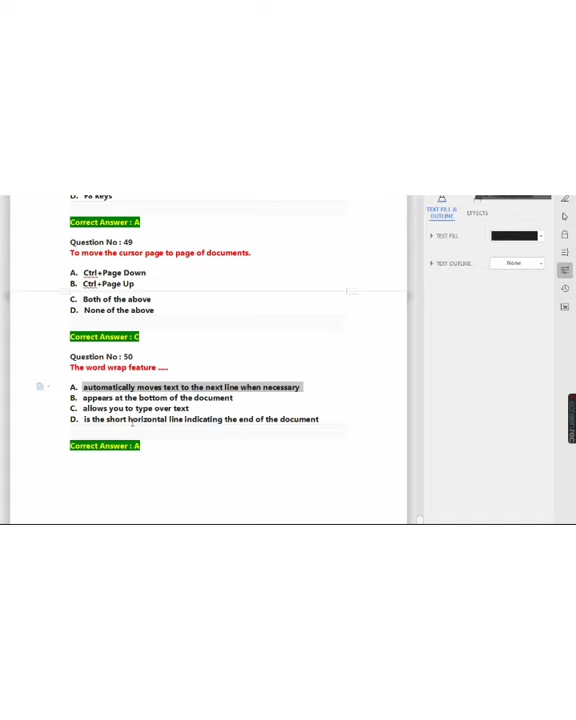 D. F6 Keys
Correct Answer : A
Question No : 49
To move the cursor page to page of documents.
A. Ctrl+Page Down
B. Ctrl+Page Up
C. Both of the above
D. None of the above
Correct Answer : C
Question No : 50
The word wrap feature .....
A. automatically moves text to the next line when necessary
B. appears at the bottom of the document
C. allows you to type over text
D. is the short horizontal line indicating the end of the document
Correct Answer : A
TEXT FILL &
OUTLINE
EFFECTS
TEXT FILL
TEXT OUTLINE
None